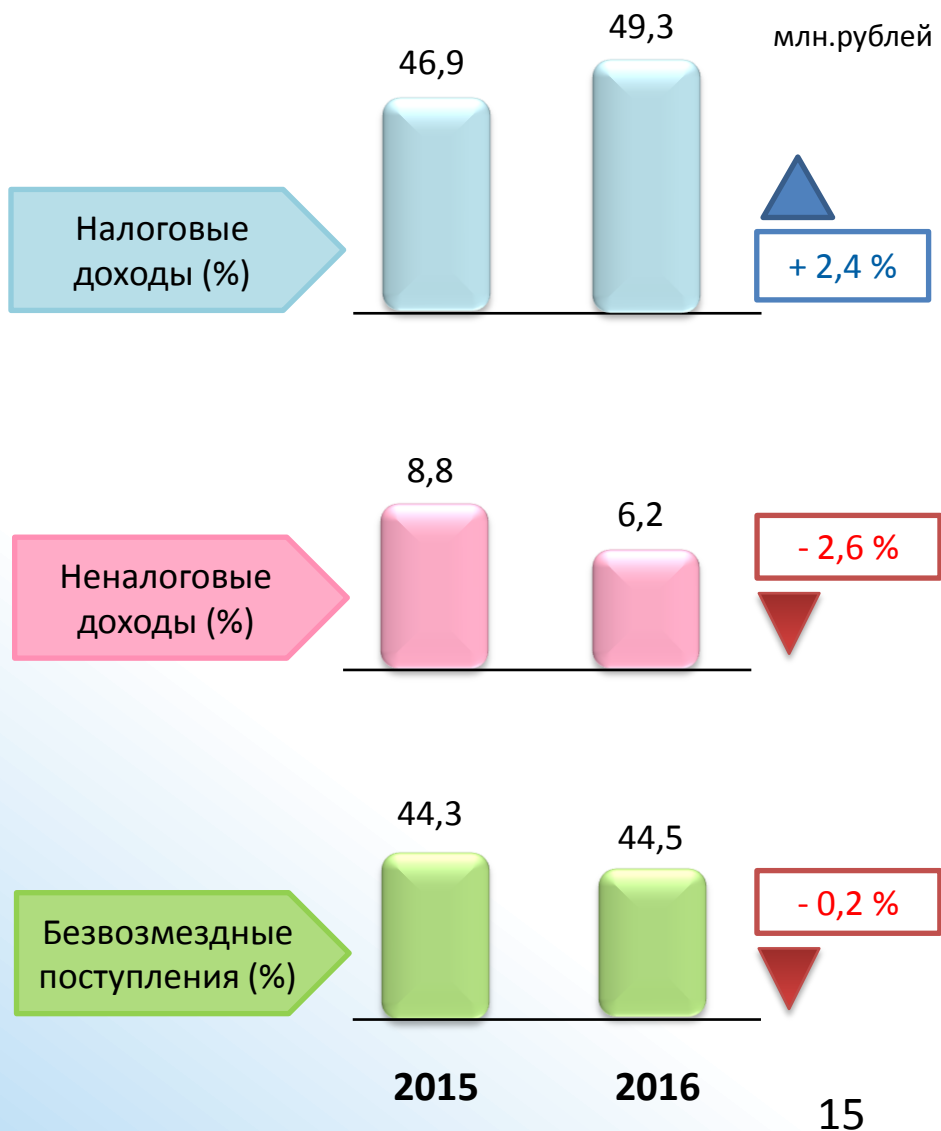 млн.рублей
46,9
49,3
Налоговые
доходы (%)
+ 2,4 %
8,8
6,2
Неналоговые
доходы (%)
- 2,6 %
44,3
44,5
Безвозмездные
поступления (%)
- 0,2 %
2015
2016
15